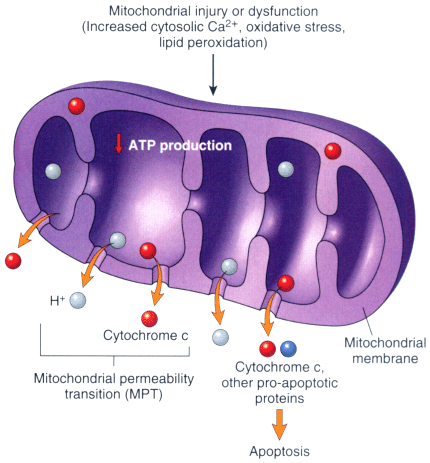 Mitochondrial injury or dysfunction
(Increased cytosolic Ca²⁺, oxidative stress,
lipid peroxidation)
ATP production
H⁺
Cytochrome c
Mitochondrial permeability
transition (MPT)
Cytochrome c,
other pro-apoptotic
proteins
Apoptosis
Mitochondrial
membrane